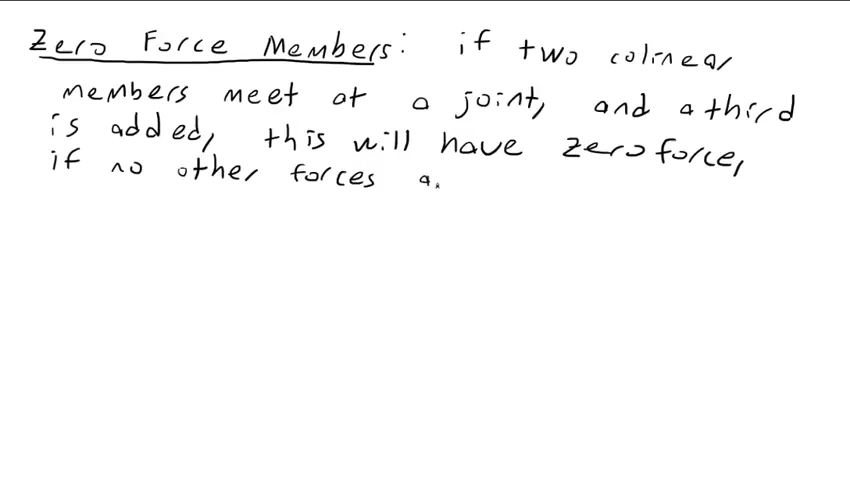 Zero Force Members: if two colinear
members meet at a joint, and a third
is added, this will have zero force,
if no other forces a